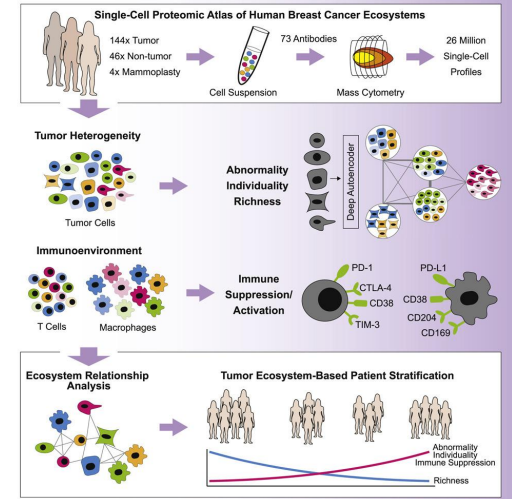 Single-Cell Proteomic Atlas of Human Breast Cancer Ecosystems
144x Tumor
46x Non-tumor
4x Mammoplasty
Cell Suspension
73 Antibodies
Mass Cytometry
26 Million
Single-Cell
Profiles
Tumor Heterogeneity
Tumor Cells
Abnormality
Individuality
Richness
Deep Autoencoder
Immunoenvironment
T Cells
Macrophages
Immune
Suppression/
Activation
PD-1
CTLA-4
CD38
TIM-3
PD-L1
CD38
CD204
CD169
Ecosystem Relationship
Analysis
Tumor Ecosystem-Based Patient Stratification
Abnormality
Individuality
Immune Suppression
Richness